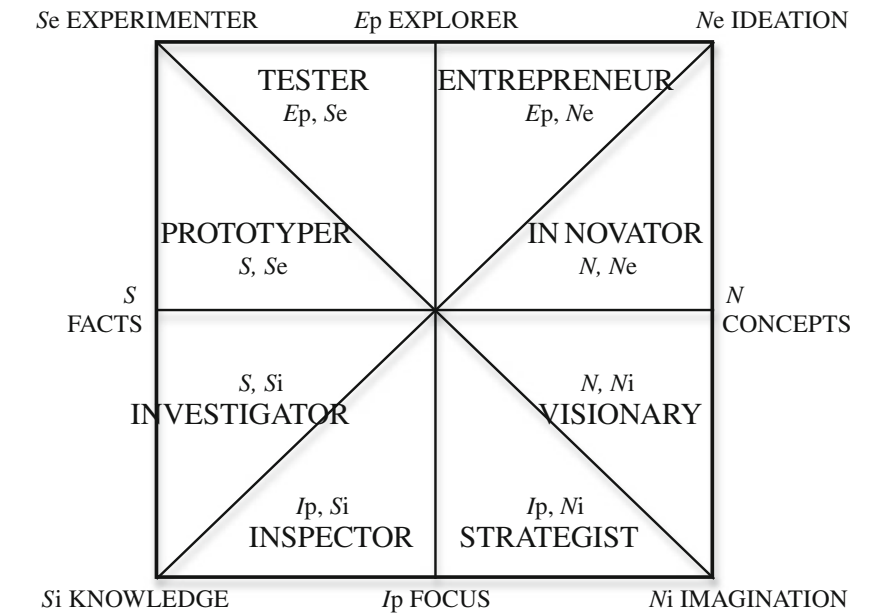 Se EXPERIMENTER
Ep EXPLORER
Ne IDEATION
TESTER
Ep, Se
ENTREPRENEUR
Ep, Ne
PROTOTYPER
S, Se
IN NOVATOR
N, Ne
S
FACTS
N
CONCEPTS
S, Si
INVESTIGATOR
N, Ni
VISIONARY
Ip, Si
INSPECTOR
Ip, Ni
STRATEGIST
Si KNOWLEDGE
Ip FOCUS
Ni IMAGINATION